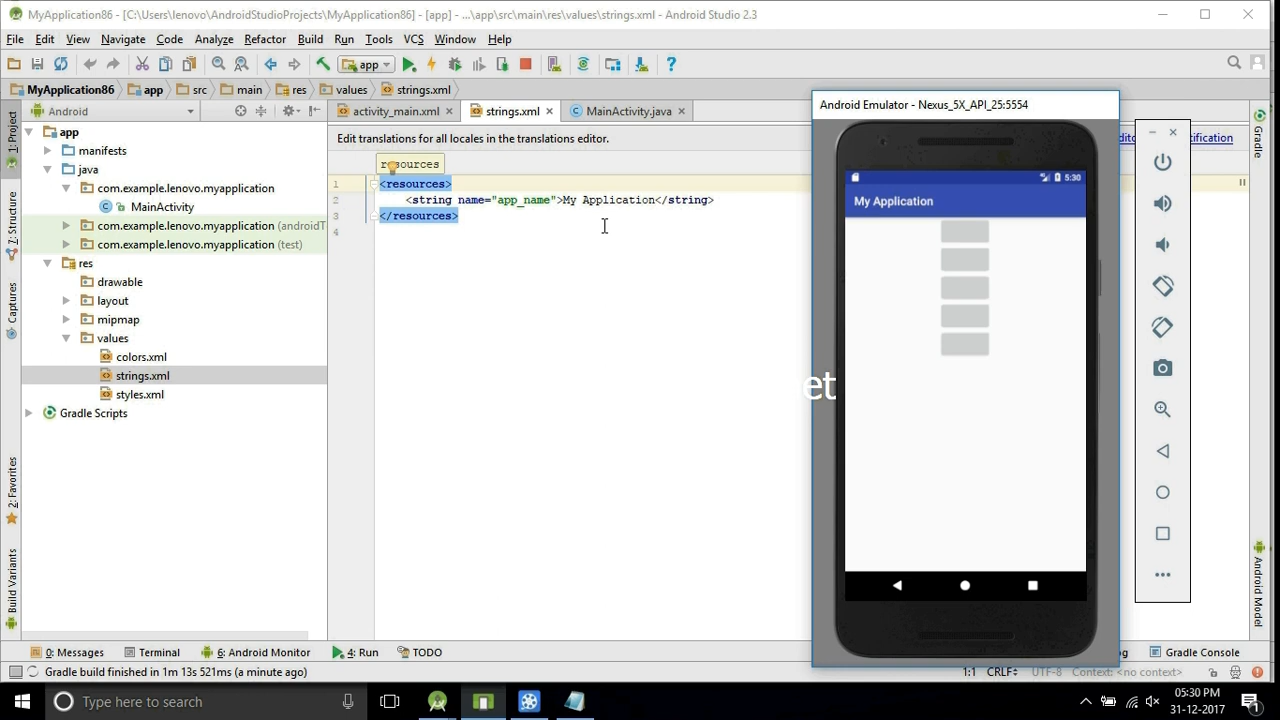 MyApplication86 - [C:\Users\lenovo\AndroidStudioProjects\MyApplication86] - [app] - ...\app\src\main\res\values\strings.xml - Android Studio 2.3
File Edit View Navigate Code Analyze Refactor Build Run Tools VCS Window Help
app
MyApplication86 app src main res values strings.xml
Android
activity_main.xml strings.xml MainActivity.java
Edit translations for all locales in the translations editor.
tification
resources
1 <resources>
2 <string name="app_name">My Application</string>
3 </resources>
4
1: Project
7: Structure
Captures
2: Favorites
Build Variants
app
manifests
java
com.example.lenovo.myapplication
MainActivity
com.example.lenovo.myapplication (androidT
com.example.lenovo.myapplication (test)
res
drawable
layout
mipmap
values
colors.xml
strings.xml
styles.xml
Gradle Scripts
Android Emulator - Nexus_5X_API_25:5554
5:30
My Application
et
Gradle
Android Model
0: Messages Terminal 6: Android Monitor 4: Run TODO
Gradle Console
Gradle build finished in 1m 13s 521ms (a minute ago)
1:1 CRLF UTF-8 Context: <no context>
Type here to search
05:30 PM
31-12-2017
1